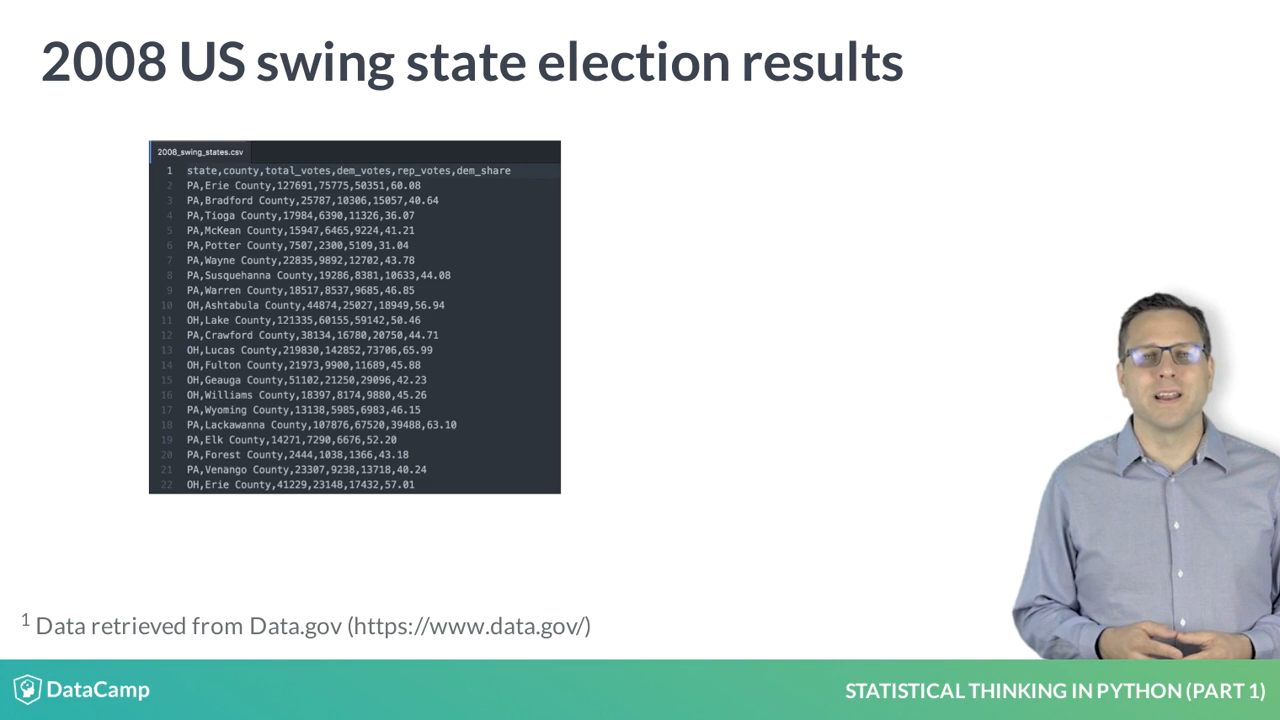 2008 US swing state election results
2008_swing_states.csv
1 state,county,total_votes,dem_votes,rep_votes,dem_share
2 PA,Erie County,127691,75775,50351,60.08
3 PA,Bradford County,25787,10306,15057,40.64
4 PA,Tioga County,17984,6390,11326,36.07
5 PA,McKean County,15947,6465,9224,41.21
6 PA,Potter County,7507,2300,5109,31.04
7 PA,Wayne County,22835,9892,12702,43.78
8 PA,Susquehanna County,19286,8381,10633,44.08
9 PA,Warren County,18517,8537,9685,46.85
10 OH,Ashtabula County,44874,25027,18949,56.94
11 OH,Lake County,121335,60155,59142,50.46
12 PA,Crawford County,38134,16780,20750,44.71
13 OH,Lucas County,219830,142852,73706,65.99
14 OH,Fulton County,21973,9900,11689,45.88
15 OH,Geauga County,51102,21250,29096,42.23
16 OH,Williams County,18397,8174,9880,45.26
17 PA,Wyoming County,13138,5985,6983,46.15
18 PA,Lackawanna County,107876,67520,39488,63.10
19 PA,Elk County,14271,7290,6676,52.20
20 PA,Forest County,2444,1038,1366,43.18
21 PA,Venango County,23307,9238,13718,40.24
22 OH,Erie County,41229,23148,17432,57.01
1 Data retrieved from Data.gov (https://www.data.gov/)
DataCamp
STATISTICAL THINKING IN PYTHON (PART 1)